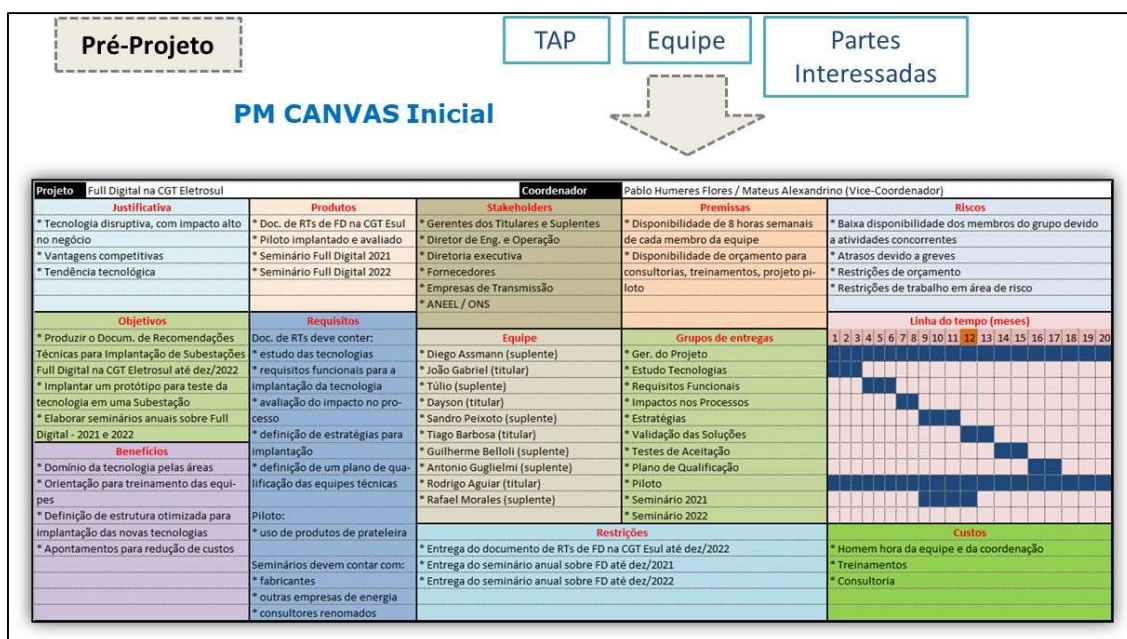 Pré-Projeto
TAP
Equipe
Partes
Interessadas
PM CANVAS Inicial
Projeto
Full Digital na CGT Eletrosul
Coordenador
Pablo Humeres Flores / Mateus Alexandrino (Vice-Coordenador)
Justificativa
* Tecnologia disruptiva, com impacto alto
no negócio
* Vantagens competitivas
* Tendência tecnológica
Objetivos
* Produzir o Docum. de Recomendações
Técnicas para Implantação de Subestações
Full Digital na CGT Eletrosul até dez/2022
* Implantar um protótipo para teste da
tecnologia em uma Subestação
* Elaborar seminários anuais sobre Full
Digital - 2021 e 2022
Benefícios
* Domínio da tecnologia pelas áreas
* Orientação para treinamento das equi-
pes
* Definição de estrutura otimizada para
implantação das novas tecnologias
* Apontamentos para redução de custos
Produtos
* Doc. de RTs de FD na CGT Esul
* Piloto implantado e avaliado
* Seminário Full Digital 2021
* Seminário Full Digital 2022
Requisitos
Doc. de RTs deve conter:
* estudo das tecnologias
* requisitos funcionais para a
implantação da tecnologia
* avaliação do impacto no pro-
cesso
* definição de estratégias para
implantação
* definição de um plano de qua-
lificação das equipes técnicas
Piloto:
* uso de produtos de prateleira
Seminários devem contar com:
* fabricantes
* outras empresas de energia
* consultores renomados
Stakeholders
* Gerentes dos Titulares e Suplentes
* Diretor de Eng. e Operação
* Diretoria executiva
* Fornecedores
* Empresas de Transmissão
* ANEEL / ONS
Equipe
* Diego Assmann (suplente)
* João Gabriel (titular)
* Túlio (suplente)
* Dayson (titular)
* Sandro Peixoto (suplente)
* Tiago Barbosa (titular)
* Guilherme Belloli (suplente)
* Antonio Guglielmi (suplente)
* Rodrigo Aguiar (titular)
* Rafael Morales (suplente)
Premissas
* Disponibilidade de 8 horas semanais
de cada membro da equipe
* Disponibilidade de orçamento para
consultorias, treinamentos, projeto pi-
loto
Grupos de entregas
* Ger. do Projeto
* Estudo Tecnologias
* Requisitos Funcionais
* Impactos nos Processos
* Estratégias
* Validação das Soluções
* Testes de Aceitação
* Plano de Qualificação
* Piloto
* Seminário 2021
* Seminário 2022
Riscos
* Baixa disponibilidade dos membros do grupo devido
a atividades concorrentes
* Atrasos devido a greves
* Restrições de orçamento
* Restrições de trabalho em área de risco
Linha do tempo (meses)
1 2 3 4 5 6 7 8 9 10 11 12 13 14 15 16 17 18 19 20
Restrições
* Entrega do documento de RTs de FD na CGT Esul até dez/2022
* Entrega do seminário anual sobre FD até dez/2021
* Entrega do seminário anual sobre FD até dez/2022
Custos
* Homem hora da equipe e da coordenação
* Treinamentos
* Consultoria